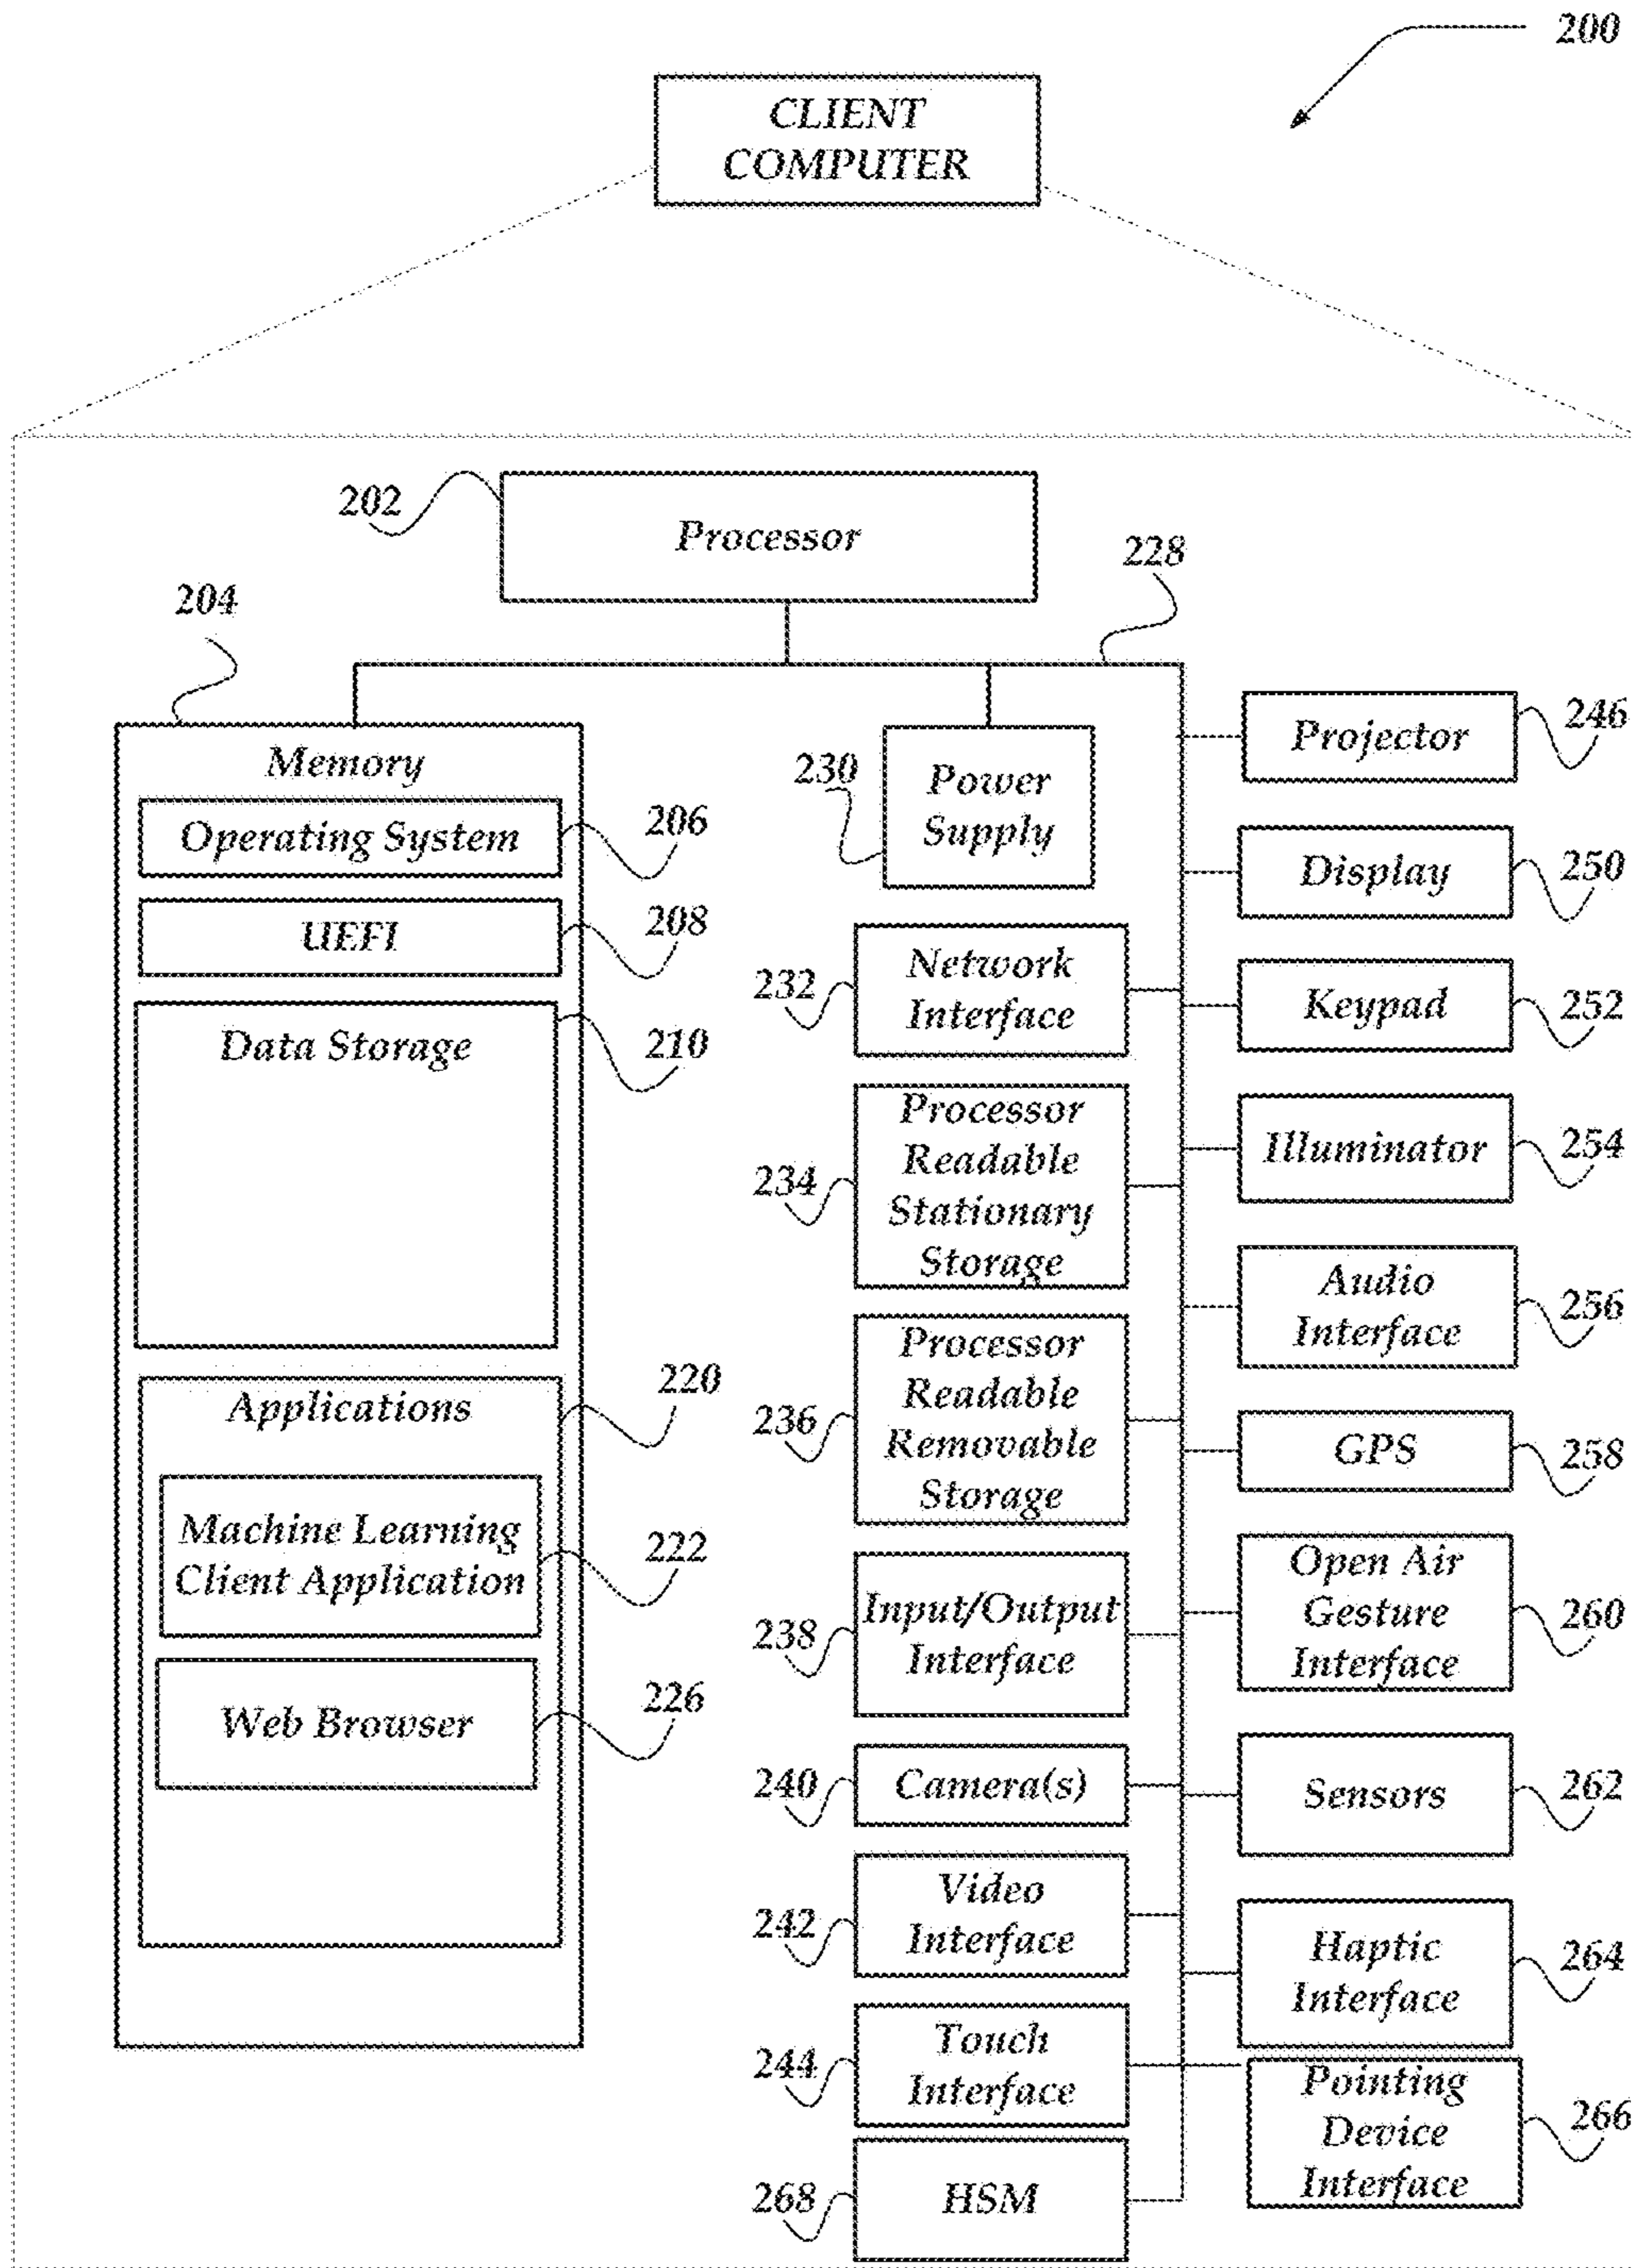 200
CLIENT
COMPUTER
202
Processor
228
204
Memory
Operating System
206
UEFI
208
Data Storage
210
Applications
220
Machine Learning
Client Application
222
Web Browser
226
230
Power
Supply
232
Network
Interface
234
Processor
Readable
Stationary
Storage
236
Processor
Readable
Removable
Storage
238
Input/Output
Interface
240
Camera(s)
242
Video
Interface
244
Touch
Interface
268
HSM
Projector
246
Display
250
Keypad
252
Illuminator
254
Audio
Interface
256
GPS
258
Open Air
Gesture
Interface
260
Sensors
262
Haptic
Interface
264
Pointing
Device
Interface
266